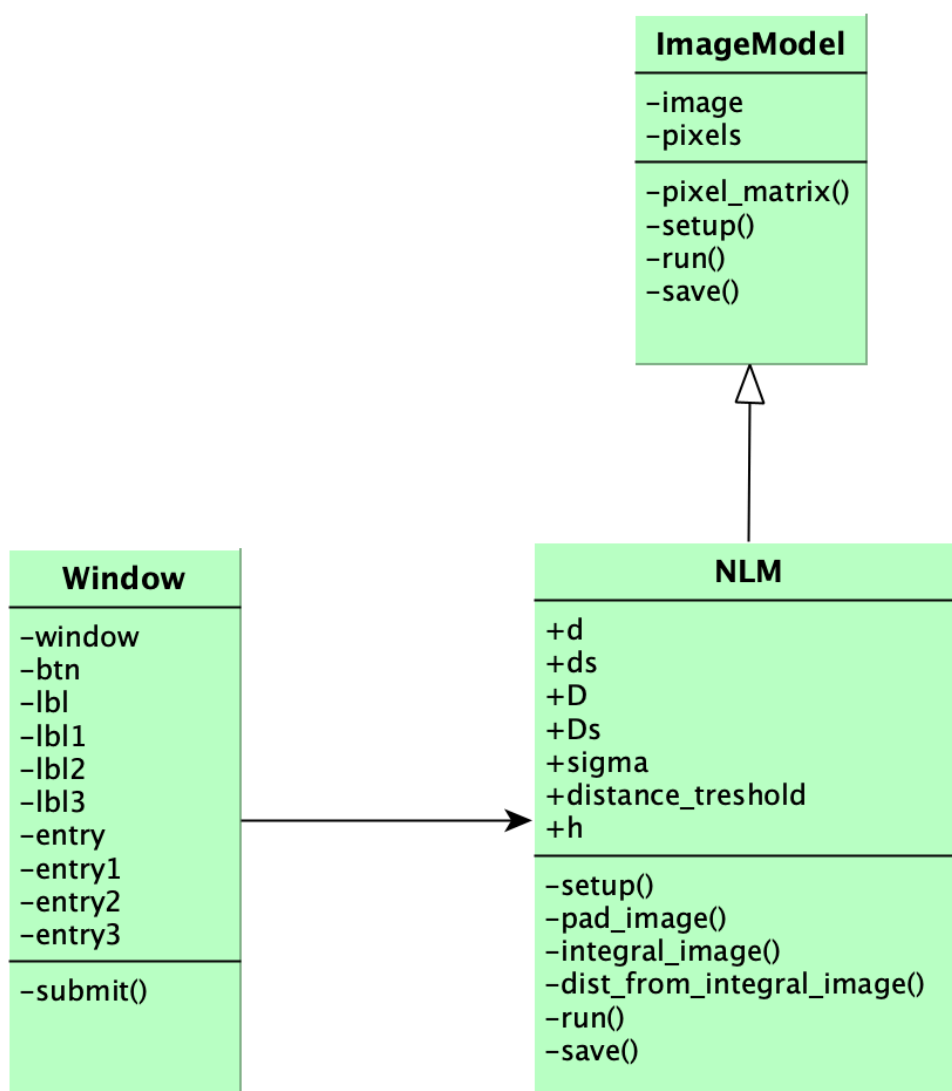 ImageModel
-image
-pixels
-pixel_matrix()
-setup()
-run()
-save()
Window
-window
-btn
-lbl
-lbl1
-lbl2
-lbl3
-entry
-entry1
-entry2
-entry3
-submit()
NLM
+d
+ds
+D
+Ds
+sigma
+distance_treshold
+h
-setup()
-pad_image()
-integral_image()
-dist_from_integral_image()
-run()
-save()